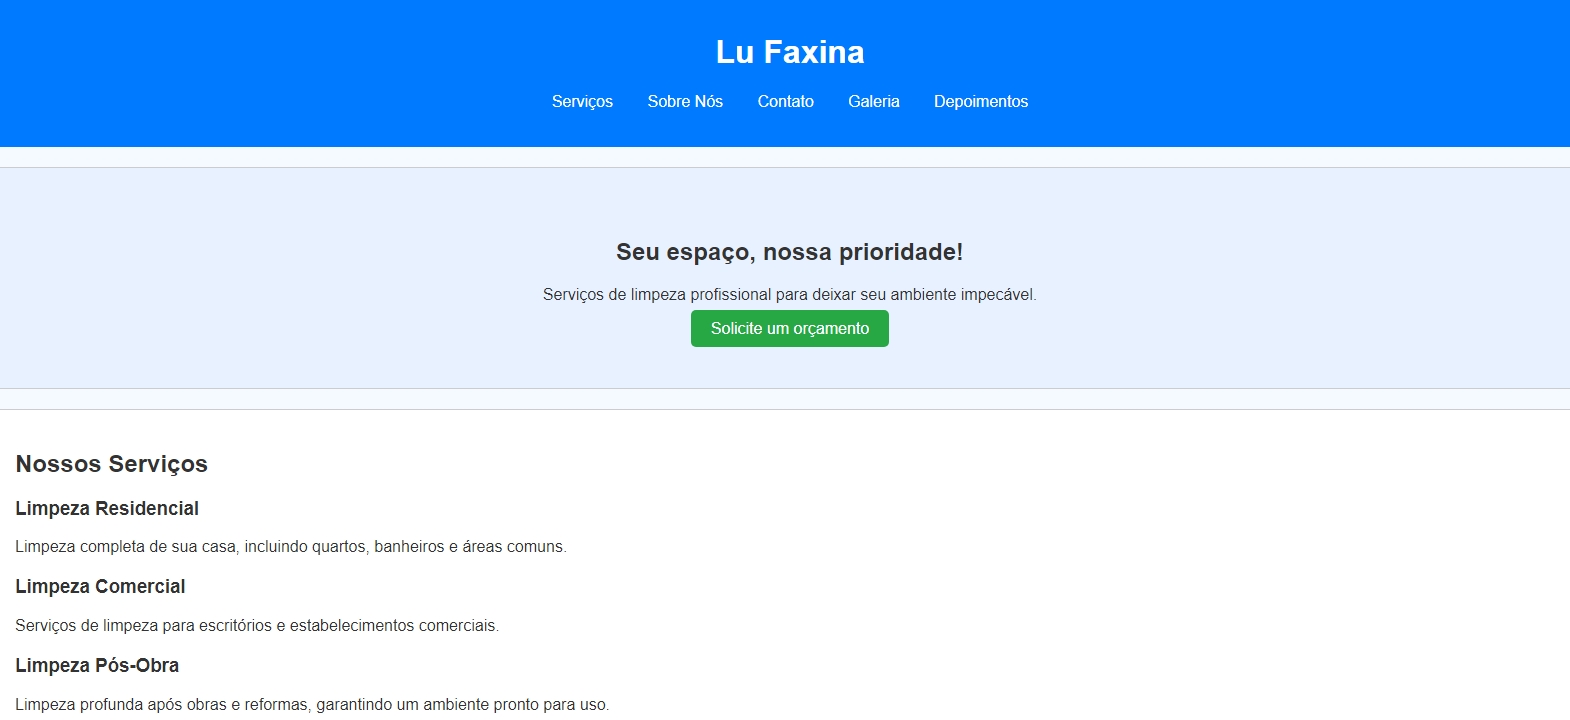 Lu Faxina
Serviços Sobre Nós Contato Galeria Depoimentos
Seu espaço, nossa prioridade!
Serviços de limpeza profissional para deixar seu ambiente impecável.
Solicite um orçamento
Nossos Serviços
Limpeza Residencial
Limpeza completa de sua casa, incluindo quartos, banheiros e áreas comuns.
Limpeza Comercial
Serviços de limpeza para escritórios e estabelecimentos comerciais.
Limpeza Pós-Obra
Limpeza profunda após obras e reformas, garantindo um ambiente pronto para uso.